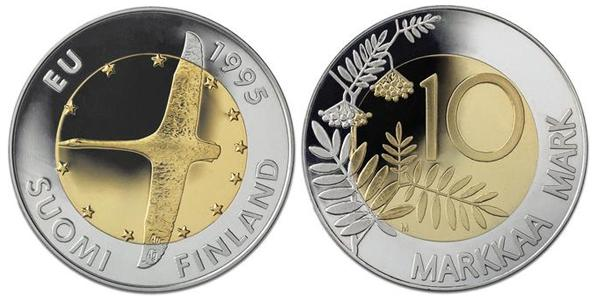 EU 1995
SUOMI FINLAND
10
M
MARKKAA MARK